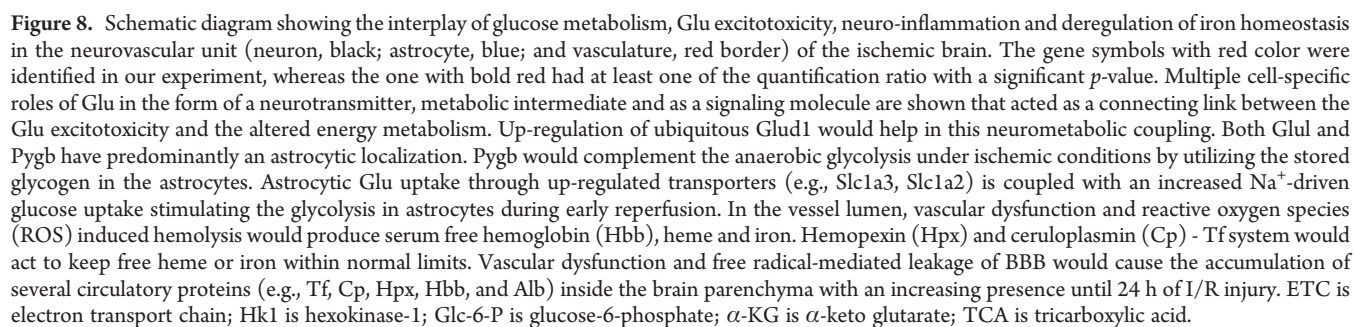 Figure 8. Schematic diagram showing the interplay of glucose metabolism, Glu excitotoxicity, neuro-inflammation and deregulation of iron homeostasis
in the neurovascular unit (neuron, black; astrocyte, blue; and vasculature, red border) of the ischemic brain. The gene symbols with red color were
identified in our experiment, whereas the one with bold red had at least one of the quantification ratio with a significant p-value. Multiple cell-specific
roles of Glu in the form of a neurotransmitter, metabolic intermediate and as a signaling molecule are shown that acted as a connecting link between the
Glu excitotoxicity and the altered energy metabolism. Up-regulation of ubiquitous Glud1 would help in this neurometabolic coupling. Both Glul and
Pygb have predominantly an astrocytic localization. Pygb would complement the anaerobic glycolysis under ischemic conditions by utilizing the stored
glycogen in the astrocytes. Astrocytic Glu uptake through up-regulated transporters (e.g., Slc1a3, Slc1a2) is coupled with an increased Na⁺-driven
glucose uptake stimulating the glycolysis in astrocytes during early reperfusion. In the vessel lumen, vascular dysfunction and reactive oxygen species
(ROS) induced hemolysis would produce serum free hemoglobin (Hbb), heme and iron. Hemopexin (Hpx) and ceruloplasmin (Cp) - Tf system would
act to keep free heme or iron within normal limits. Vascular dysfunction and free radical-mediated leakage of BBB would cause the accumulation of
several circulatory proteins (e.g., Tf, Cp, Hpx, Hbb, and Alb) inside the brain parenchyma with an increasing presence until 24 h of I/R injury. ETC is
electron transport chain; Hk1 is hexokinase-1; Glc-6-P is glucose-6-phosphate; α-KG is α-keto glutarate; TCA is tricarboxylic acid.